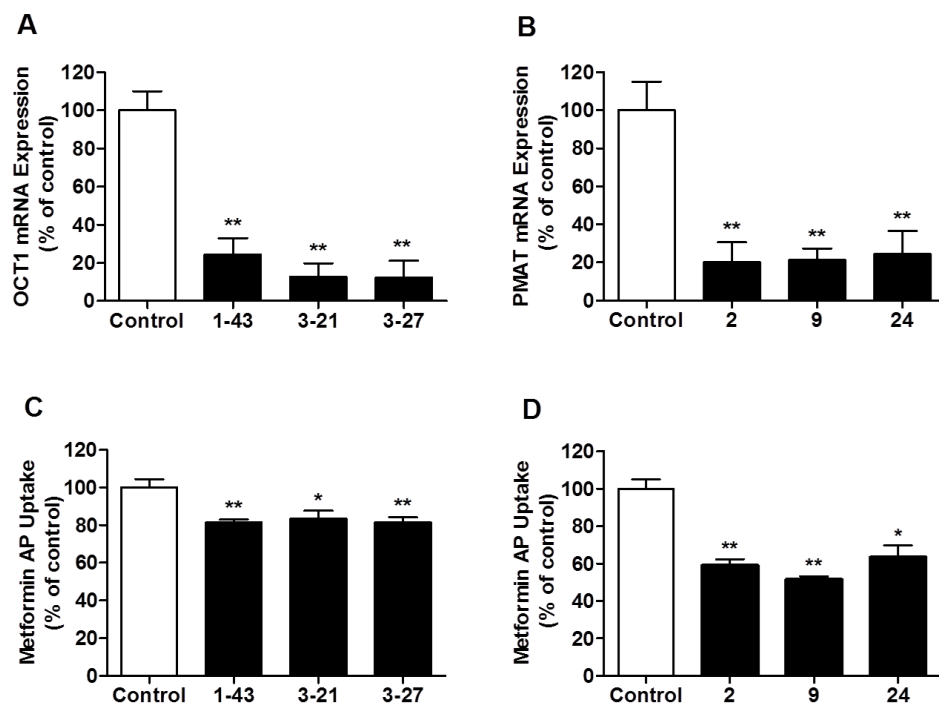 A
OCT1 mRNA Expression
(% of control)
120
100
80
60
40
20
0
** ** **
Control 1-43 3-21 3-27
B
PMAT mRNA Expression
(% of control)
120
100
80
60
40
20
0
** ** **
Control 2 9 24
C
Metformin AP Uptake
(% of control)
120
100
80
60
40
20
0
** * **
Control 1-43 3-21 3-27
D
Metformin AP Uptake
(% of control)
120
100
80
60
40
20
0
** ** *
Control 2 9 24